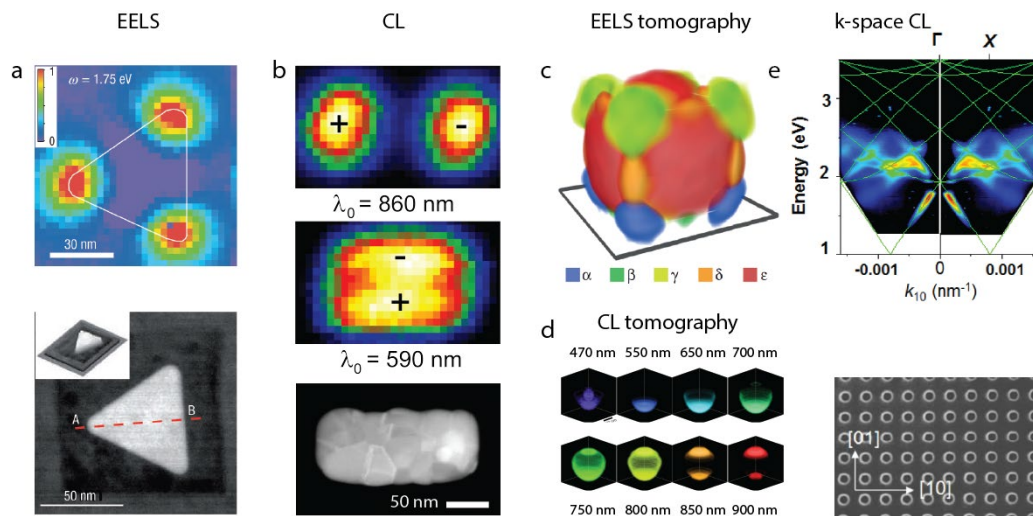 EELS
CL
EELS tomography
k-space CL
a
1
0
ω = 1.75 eV
30 nm
A
B
50 nm
b
+
-
λ0 = 860 nm
-
+
λ0 = 590 nm
50 nm
c
α
β
γ
δ
ε
d
CL tomography
470 nm 550 nm 650 nm 700 nm
750 nm 800 nm 850 nm 900 nm
Γ
X
e
Energy (eV)
3
2
1
-0.001 0 0.001
k10 (nm-1)
[01]
[10]